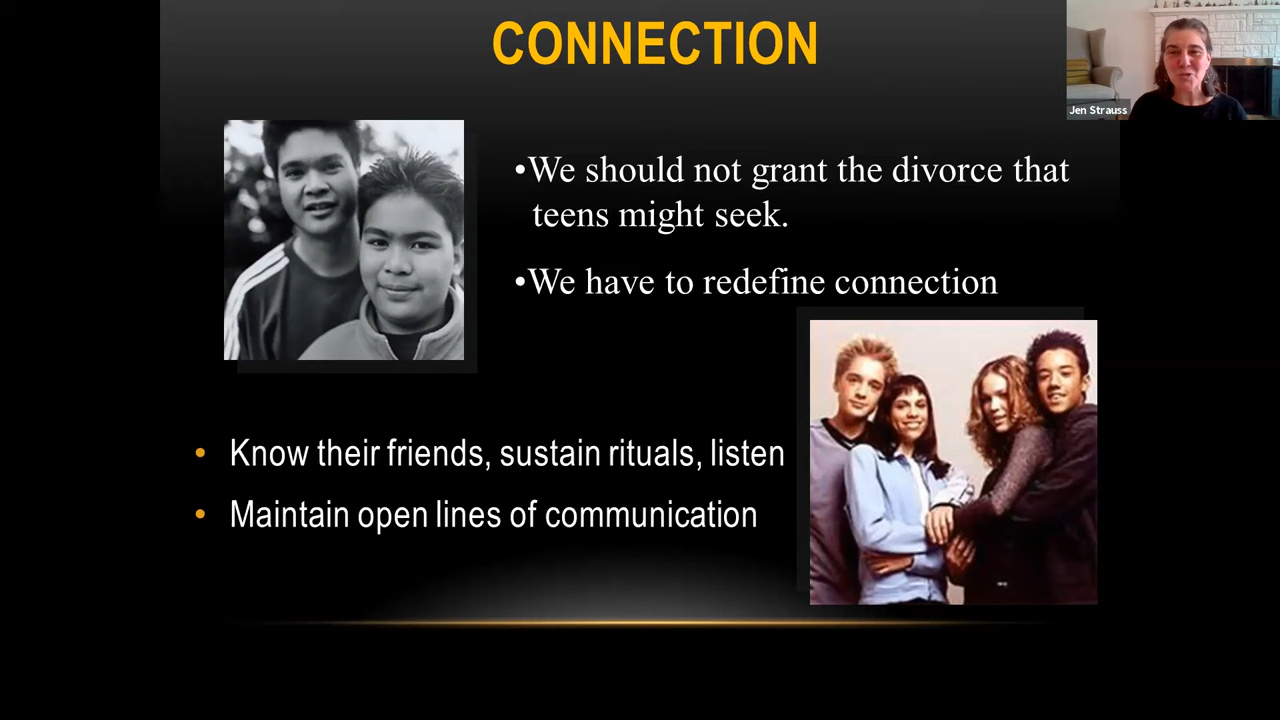 CONNECTION
Jen Strauss
•We should not grant the divorce that
teens might seek.
•We have to redefine connection
• Know their friends, sustain rituals, listen
• Maintain open lines of communication